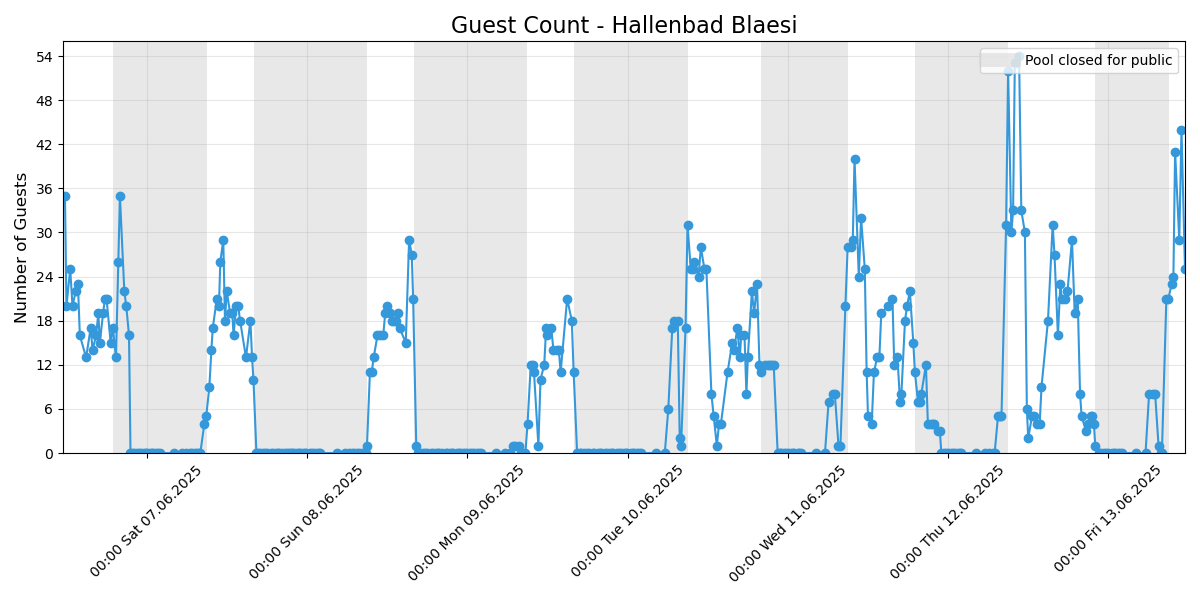 Guest Count - Hallenbad Blaesi
Pool closed for public
Number of Guests
54
48
42
36
30
24
18
12
6
0
00:00 Sat 07.06.2025
00:00 Sun 08.06.2025
00:00 Mon 09.06.2025
00:00 Tue 10.06.2025
00:00 Wed 11.06.2025
00:00 Thu 12.06.2025
00:00 Fri 13.06.2025